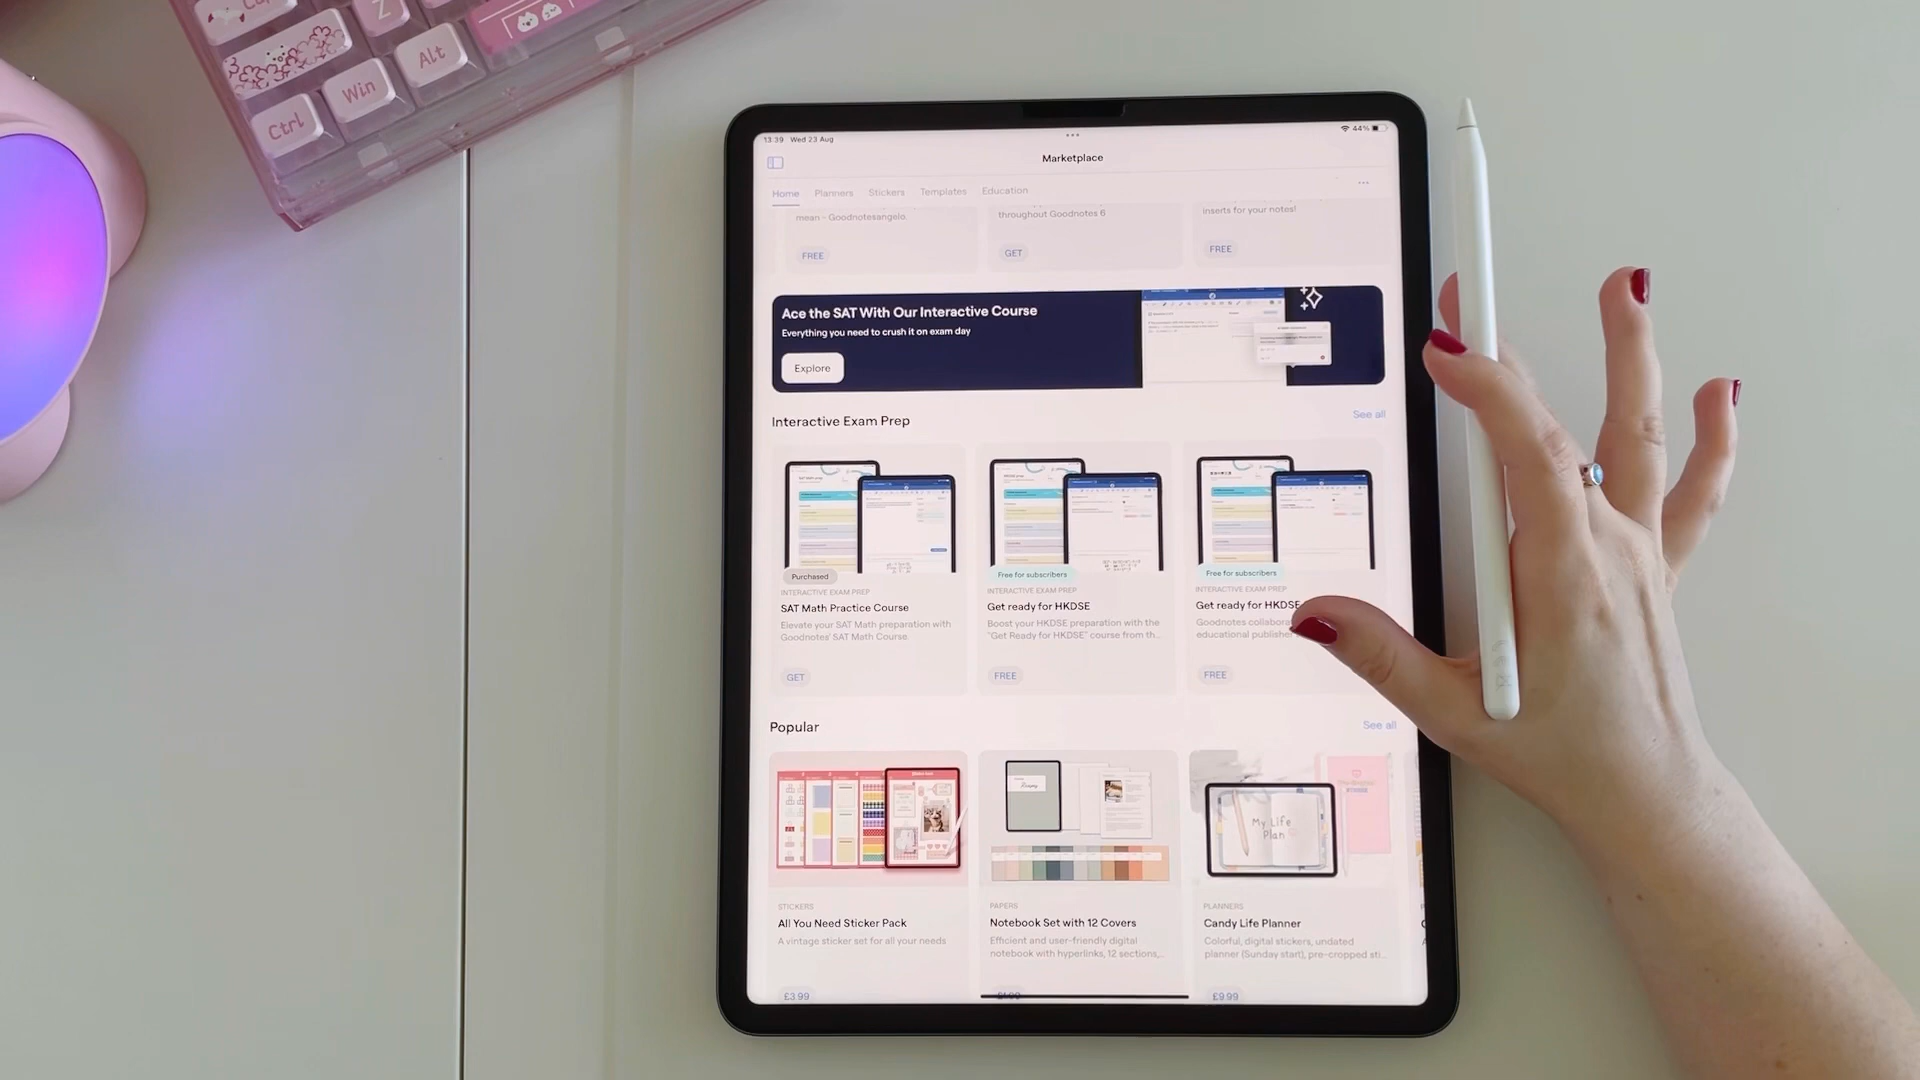 Z
Alt
Win
Ctrl
13:39 Wed 23 Aug
44%
Marketplace
Home Planners Stickers Templates Education
mean - Goodnotesangelo.
throughout Goodnotes 6
inserts for your notes!
FREE
GET
FREE
Ace the SAT With Our Interactive Course
Everything you need to crush it on exam day
Explore
Interactive Exam Prep
See all
Purchased
INTERACTIVE EXAM PREP
SAT Math Practice Course
Elevate your SAT Math preparation with
Goodnotes' SAT Math Course.
GET
Free for subscribers
INTERACTIVE EXAM PREP
Get ready for HKDSE
Boost your HKDSE preparation with the
"Get Ready for HKDSE" course from th...
FREE
Free for subscribers
INTERACTIVE EXAM PREP
Get ready for HKDSE
Goodnotes
educational publisher
FREE
Popular
See all
STICKERS
All You Need Sticker Pack
A vintage sticker set for all your needs
£3.99
PAPERS
Notebook Set with 12 Covers
Efficient and user-friendly digital
notebook with hyperlinks, 12 sections,...
My Life
Plan
PLANNERS
Candy Life Planner
Colorful, digital stickers, undated
planner (Sunday start), pre-cropped sti...
£9.99